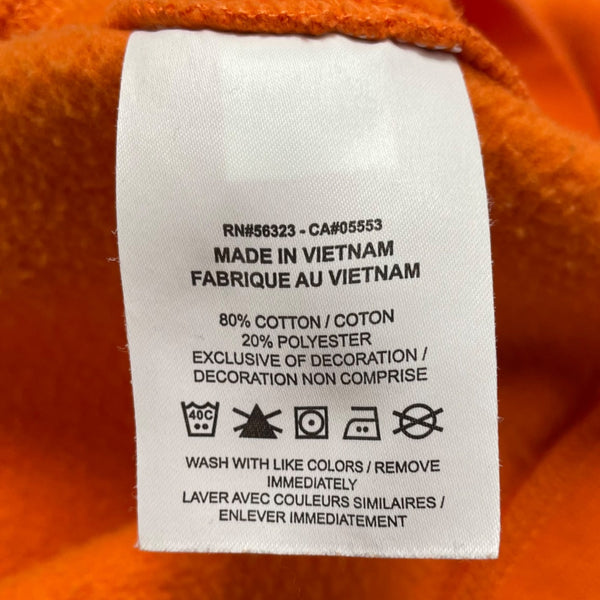 RN#56323 - CA#05553
MADE IN VIETNAM
FABRIQUE AU VIETNAM
80% COTTON / COTON
20% POLYESTER
EXCLUSIVE OF DECORATION /
DECORATION NON COMPRISE
40C
WASH WITH LIKE COLORS / REMOVE
IMMEDIATELY
LAVER AVEC COULEURS SIMILAIRES /
ENLEVER IMMEDIATEMENT